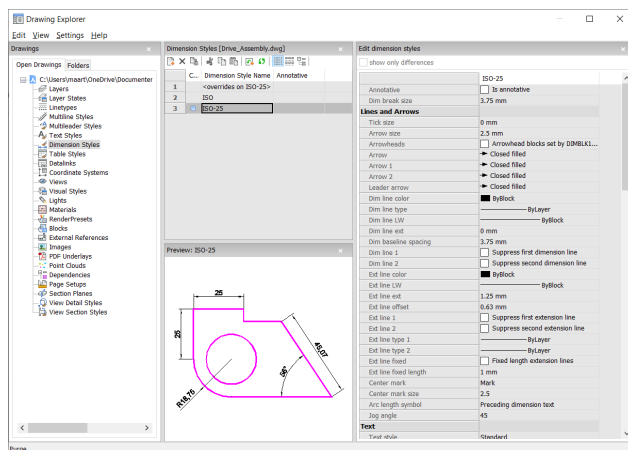 Drawing Explorer
Edit View Settings Help
Drawings
Open Drawings Folders
C:\Users\maart\OneDrive\Documenter
Layers
Layer States
Linetypes
Multiline Styles
Multileader Styles
Text Styles
Dimension Styles
Table Styles
Datalinks
Coordinate Systems
Views
Visual Styles
Lights
Materials
RenderPresets
Blocks
External References
Images
PDF Underlays
Point Clouds
Dependencies
Page Setups
Section Planes
View Detail Styles
View Section Styles
Dimension Styles [Drive_Assembly.dwg]
C... Dimension Style Name Annotative
1 <overrides on ISO-25>
2 ISO
3 ISO-25
Preview: ISO-25
25
25
48,07
56°
R18,75
Edit dimension styles
show only differences
ISO-25
Annotative Is annotative
Dim break size 3.75 mm
Lines and Arrows
Tick size 0 mm
Arrow size 2.5 mm
Arrowheads Arrowhead blocks set by DIMBLK1...
Arrow Closed filled
Arrow 1 Closed filled
Arrow 2 Closed filled
Leader arrow Closed filled
Dim line color ByBlock
Dim line type ByLayer
Dim line LW ByBlock
Dim line ext 0 mm
Dim baseline spacing 3.75 mm
Dim line 1 Suppress first dimension line
Dim line 2 Suppress second dimension line
Ext line color ByBlock
Ext line LW ByBlock
Ext line ext 1.25 mm
Ext line offset 0.63 mm
Ext line 1 Suppress first extension line
Ext line 2 Suppress second extension line
Ext line type 1 ByLayer
Ext line type 2 ByLayer
Ext line fixed Fixed length extension lines
Ext line fixed length 1 mm
Center mark Mark
Center mark size 2.5
Arc length symbol Preceding dimension text
Jog angle 45
Text
Text style Standard
Purge